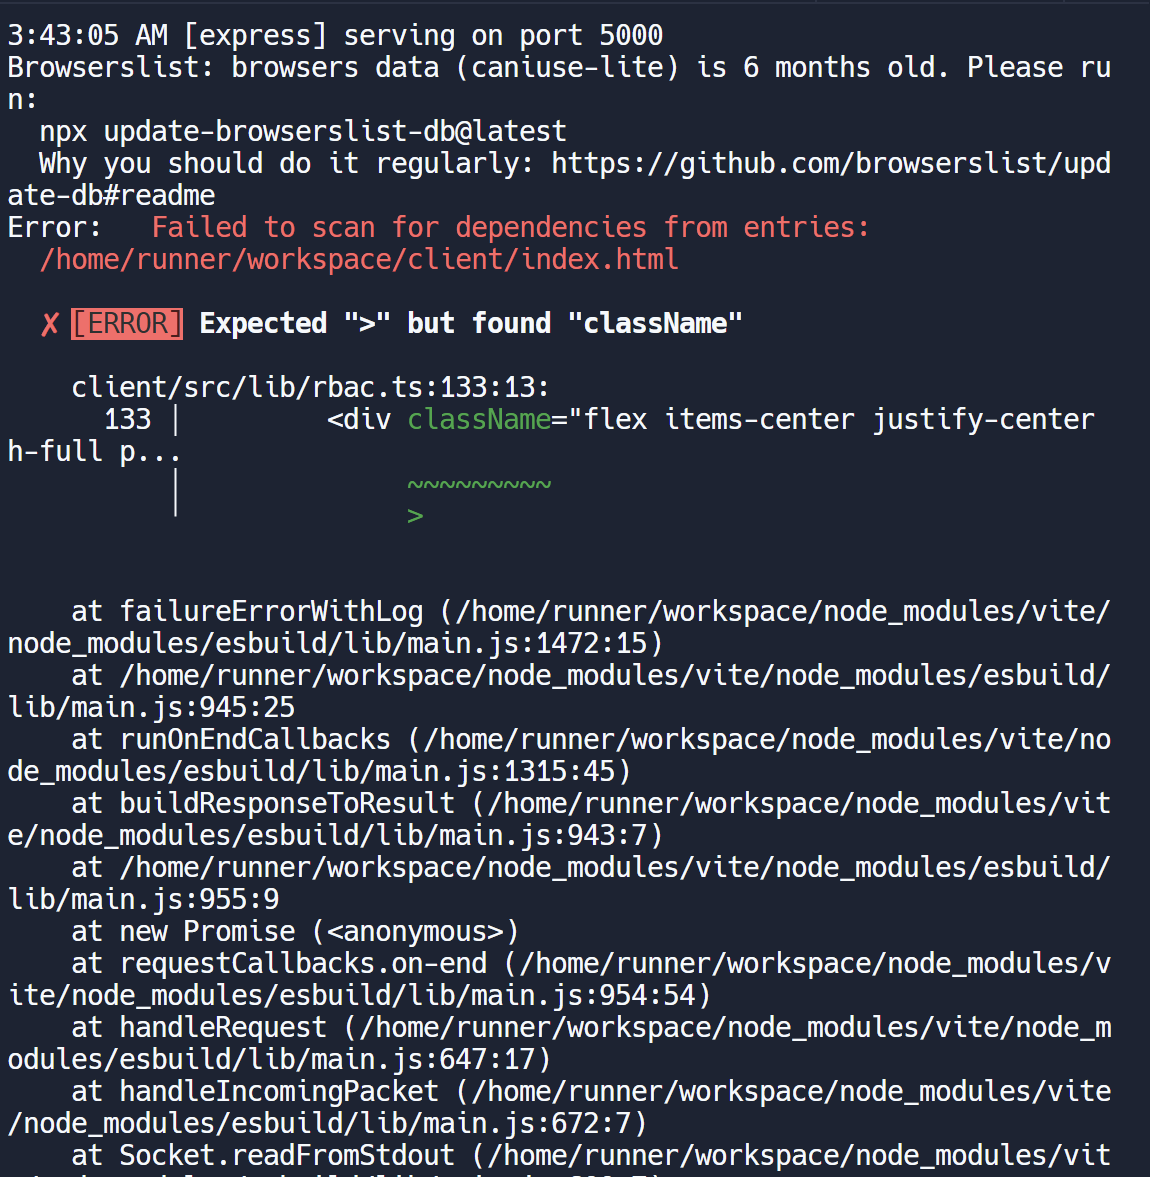 3:43:05 AM [express] serving on port 5000
Browserslist: browsers data (caniuse-lite) is 6 months old. Please ru
n:
  npx update-browserslist-db@latest
  Why you should do it regularly: https://github.com/browserslist/upd
ate-db#readme
Error:   Failed to scan for dependencies from entries:
  /home/runner/workspace/client/index.html

  ✗ [ERROR] Expected ">" but found "className"

    client/src/lib/rbac.ts:133:13:
      133 │         <div className="flex items-center justify-center
h-full p...
          │              ~~~~~~~~~
                         >

    at failureErrorWithLog (/home/runner/workspace/node_modules/vite/
node_modules/esbuild/lib/main.js:1472:15)
    at /home/runner/workspace/node_modules/vite/node_modules/esbuild/
lib/main.js:945:25
    at runOnEndCallbacks (/home/runner/workspace/node_modules/vite/no
de_modules/esbuild/lib/main.js:1315:45)
    at buildResponseToResult (/home/runner/workspace/node_modules/vit
e/node_modules/esbuild/lib/main.js:943:7)
    at /home/runner/workspace/node_modules/vite/node_modules/esbuild/
lib/main.js:955:9
    at new Promise (<anonymous>)
    at requestCallbacks.on-end (/home/runner/workspace/node_modules/v
ite/node_modules/esbuild/lib/main.js:954:54)
    at handleRequest (/home/runner/workspace/node_modules/vite/node_m
odules/esbuild/lib/main.js:647:17)
    at handleIncomingPacket (/home/runner/workspace/node_modules/vite
/node_modules/esbuild/lib/main.js:672:7)
    at Socket.readFromStdout (/home/runner/workspace/node_modules/vit